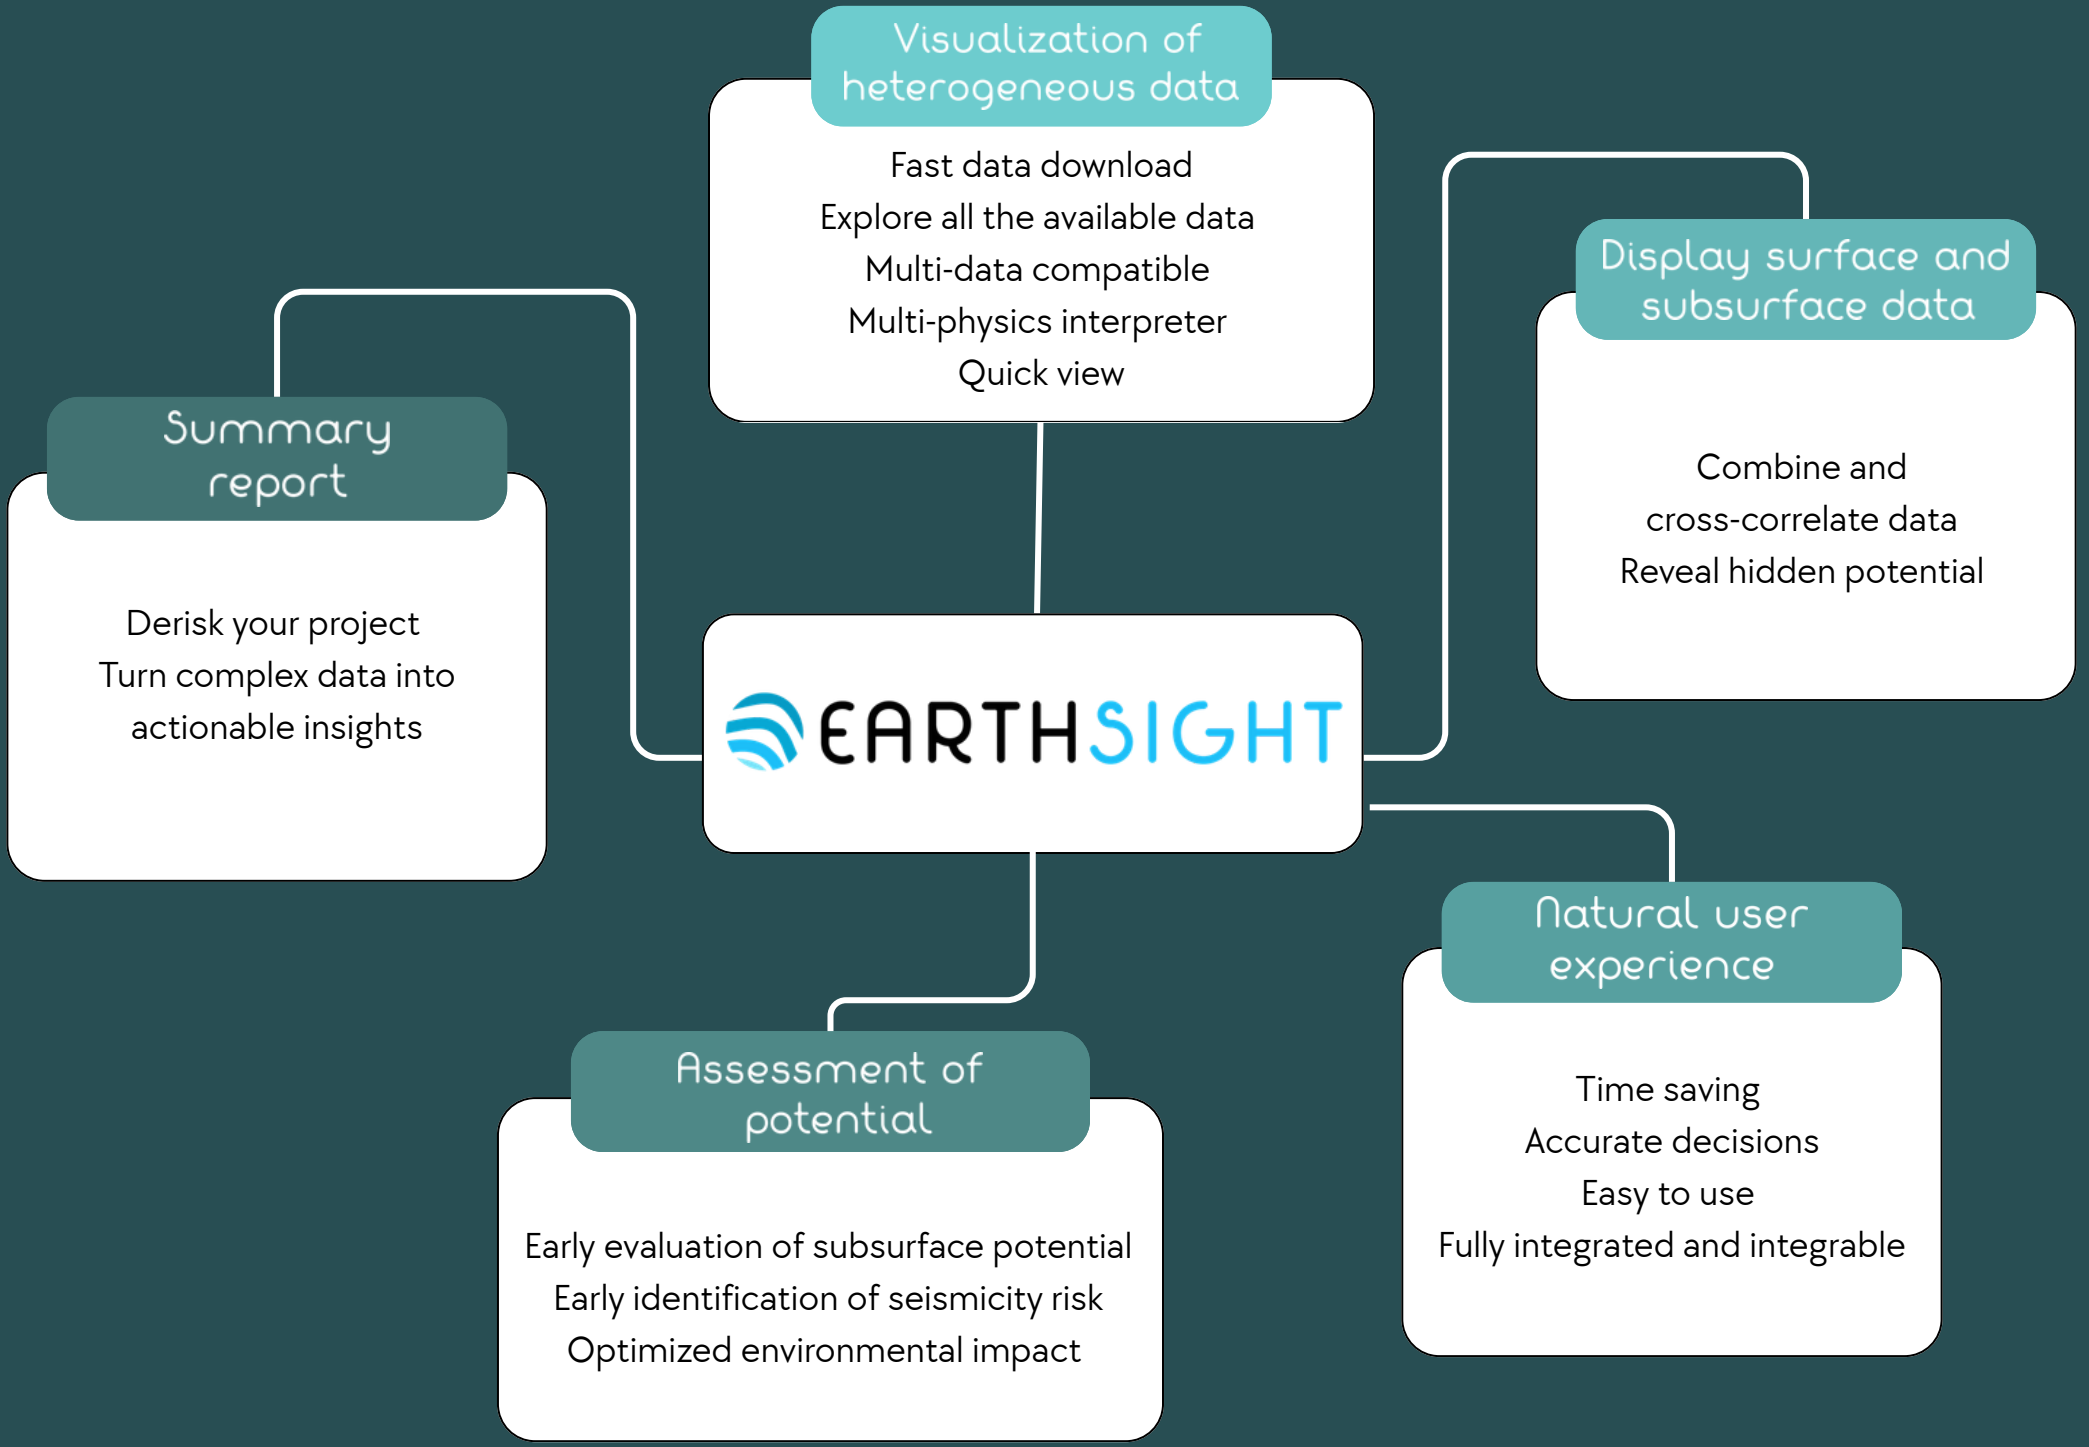 Visualization of
heterogeneous data
Fast data download
Explore all the available data
Multi-data compatible
Multi-physics interpreter
Quick view
Display surface and
subsurface data
Combine and
cross-correlate data
Reveal hidden potential
Summary
report
Derisk your project
Turn complex data into
actionable insights
EARTHSIGHT
Natural user
experience
Time saving
Accurate decisions
Easy to use
Fully integrated and integrable
Assessment of
potential
Early evaluation of subsurface potential
Early identification of seismicity risk
Optimized environmental impact